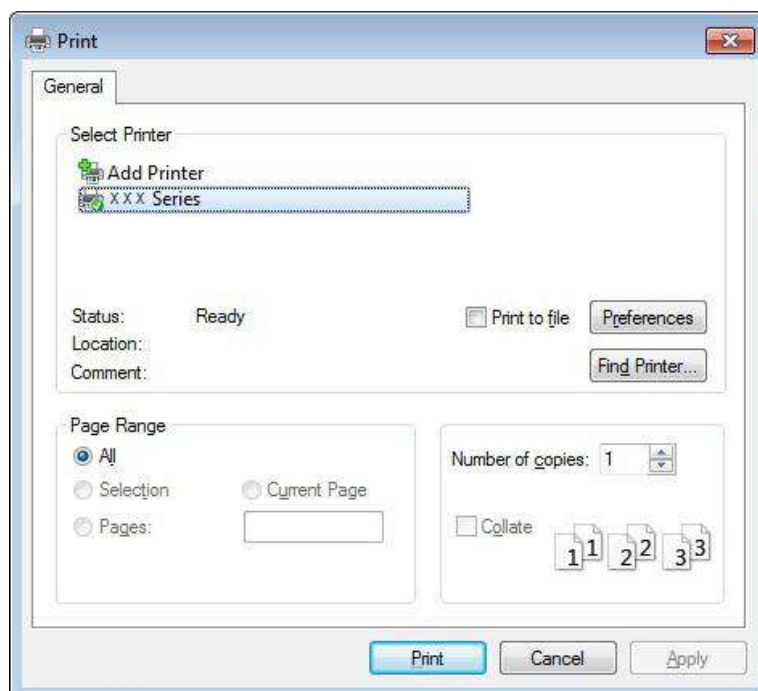 Print
General
Select Printer
Add Printer
XXX Series
Status: Ready
Location:
Comment:
Print to file
Preferences
Find Printer...
Page Range
All
Selection
Current Page
Pages:
Number of copies: 1
Collate
1 1 2 2 3 3
Print
Cancel
Apply